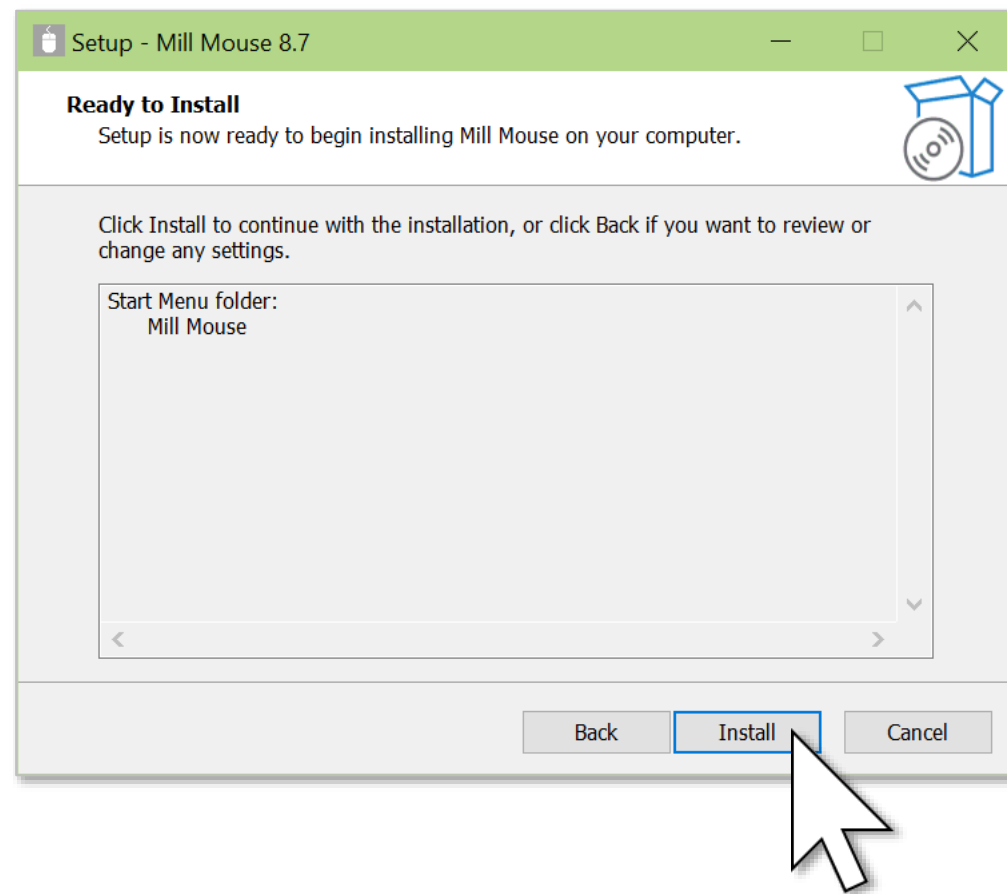 Setup - Mill Mouse 8.7
Ready to Install
Setup is now ready to begin installing Mill Mouse on your computer.
Click Install to continue with the installation, or click Back if you want to review or
change any settings.
Start Menu folder:
Mill Mouse
Back
Install
Cancel